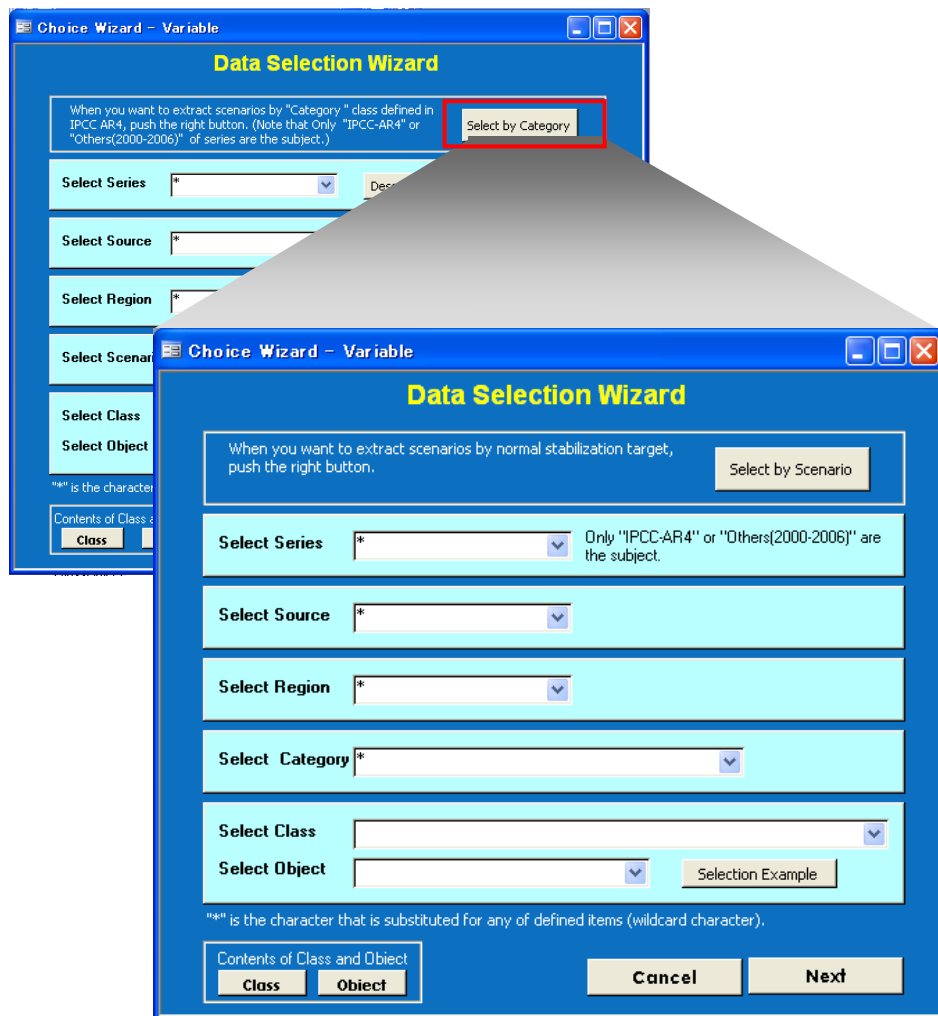 Choice Wizard - Variable
Data Selection Wizard
When you want to extract scenarios by "Category " class defined in
IPCC AR4, push the right button. (Note that Only "IPCC-AR4" or
"Others(2000-2006)" of series are the subject.)
Select by Category
Select Series *
Select Source *
Select Region *
Select Class
Select Object
"*" is the character
Contents of Class
Class
Choice Wizard - Variable
Data Selection Wizard
When you want to extract scenarios by normal stabilization target,
push the right button.
Select by Scenario
Select Series * Only "IPCC-AR4" or "Others(2000-2006)" are
the subject.
Select Source *
Select Region *
Select Category *
Select Class
Select Object Selection Example
"*" is the character that is substituted for any of defined items (wildcard character).
Contents of Class and Object
Class Object Cancel Next